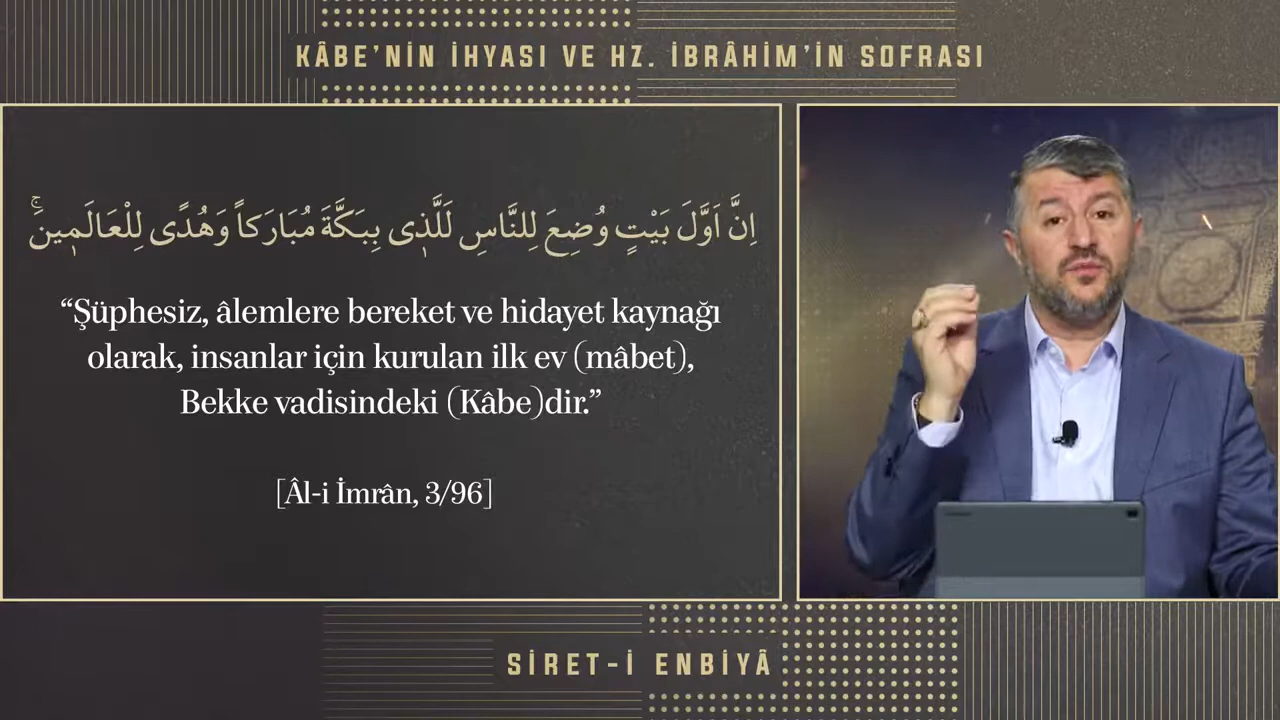 KÂBE’NİN İHYASI VE HZ. İBRÂHİM’İN SOFRASI
اِنَّ اَوَّلَ بَيْتٍ وُضِعَ لِلنَّاسِ لَلَّذ۪ى بِبَكَّةَ مُبَارَكاً وَهُدًى لِلْعَالَم۪ينَۚ
“Şüphesiz, âlemlere bereket ve hidayet kaynağı
olarak, insanlar için kurulan ilk ev (mâbet),
Bekke vadisindeki (Kâbe)dir.”
[Âl-i İmrân, 3/96]
SİRET-İ ENBİYÂ